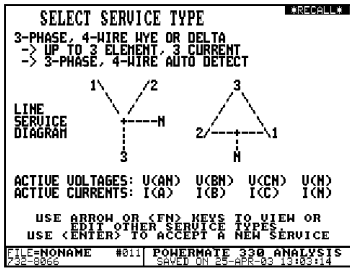 *RECALL*
SELECT SERVICE TYPE
3-PHASE, 4-WIRE WYE OR DELTA
-> UP TO 3 ELEMENT, 3 CURRENT
-> 3-PHASE, 4-WIRE AUTO DETECT
1 2 3
LINE
SERVICE N
DIAGRAM 2 1
3 N
ACTIVE VOLTAGES: V(AN) V(BN) V(CN) V(N)
ACTIVE CURRENTS: I(A) I(B) I(C) I(N)
USE ARROW OR <FN> KEYS TO VIEW OR
EDIT OTHER SERVICE TYPES.
USE <ENTER> TO ACCEPT A NEW SERVICE
FILE=NONAME #011 POWERMATE 330 ANALYSIS
732-8066 SAVED ON 25-APR-03 13:03:14